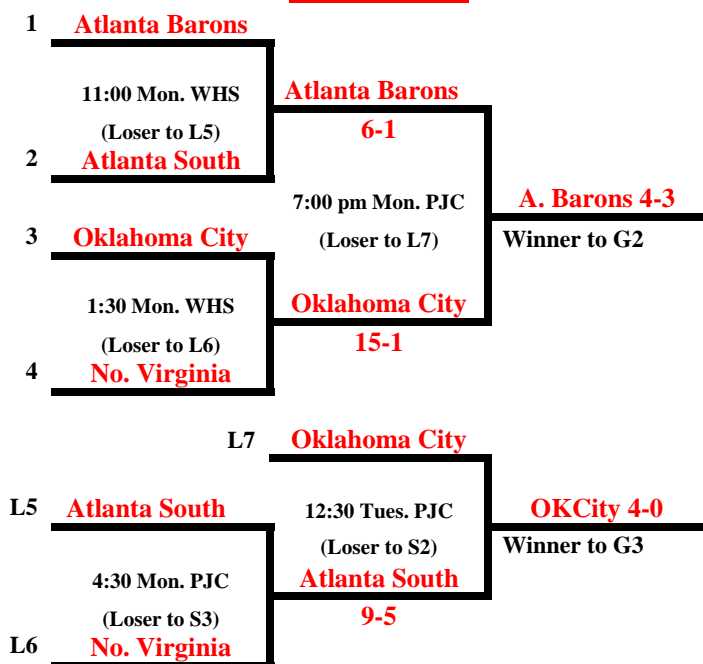 1 Atlanta Barons
11:00 Mon. WHS
Atlanta Barons
(Loser to L5)
6-1
2 Atlanta South
7:00 pm Mon. PJC
A. Barons 4-3
3 Oklahoma City
(Loser to L7)
Winner to G2
1:30 Mon. WHS
Oklahoma City
(Loser to L6)
15-1
4 No. Virginia
L7 Oklahoma City
L5 Atlanta South
12:30 Tues. PJC
OKCity 4-0
(Loser to S2)
Winner to G3
4:30 Mon. PJC
Atlanta South
(Loser to S3)
9-5
L6 No. Virginia